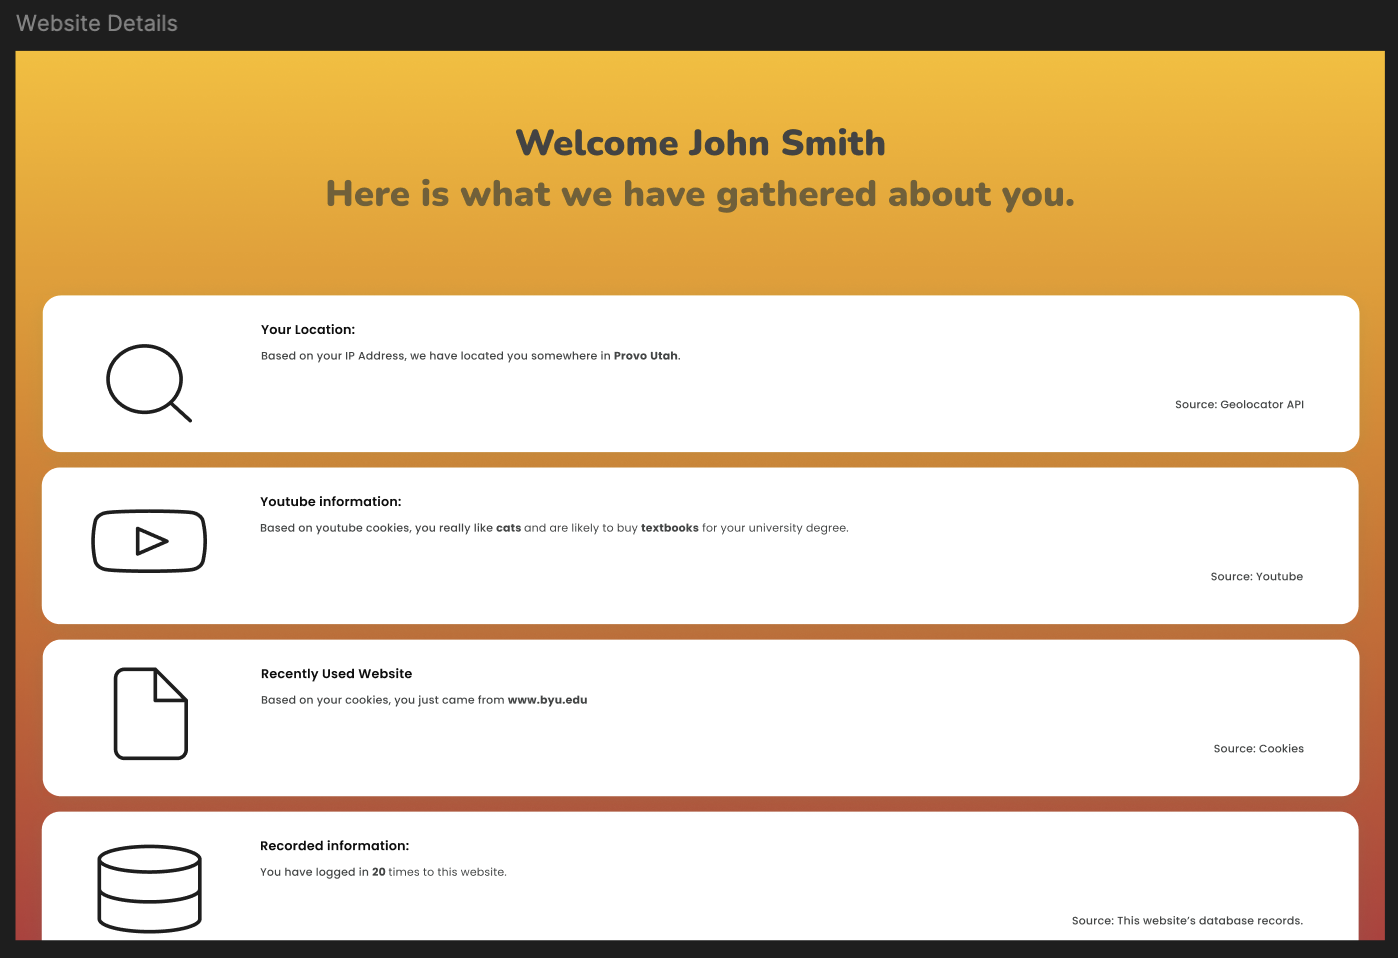 Website Details
Welcome John Smith
Here is what we have gathered about you.
Your Location:
Based on your IP Address, we have located you somewhere in Provo Utah.
Source: Geolocator API
Youtube information:
Based on youtube cookies, you really like cats and are likely to buy textbooks for your university degree.
Source: Youtube
Recently Used Website
Based on your cookies, you just came from www.byu.edu
Source: Cookies
Recorded information:
You have logged in 20 times to this website.
Source: This website’s database records.